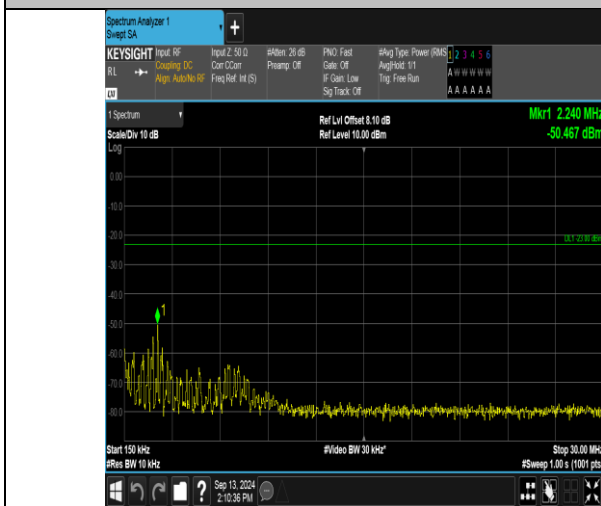 Spectrum Analyzer 1
Swept SA
KEYSIGHT Input: RF Input Z: 50 Ω #Atten: 26 dB PNO: Fast #Avg Type: Power (RMS 1 2 3 4 5 6
RL Coupling: DC Corr CCorr Preamp: Off Gate: Off Avg|Hold: 1/1 A W W W W W
Align: Auto/No RF Freq Ref: Int (S) IF Gain: Low Trig: Free Run
Sig Track: Off A A A A A A
1 Spectrum Ref Lvl Offset 8.10 dB Mkr1 2.240 MHz
Scale/Div 10 dB Ref Level 10.00 dBm -50.467 dBm
Log
0.00
-10.0
-20.0
DL1 -23.00 dBm
-30.0
-40.0
1
-50.0
-60.0
-70.0
-80.0
Start 150 kHz #Video BW 30 kHz* Stop 30.00 MHz
#Res BW 10 kHz #Sweep 1.00 s (1001 pts
? Sep 13, 2024
2:10:36 PM